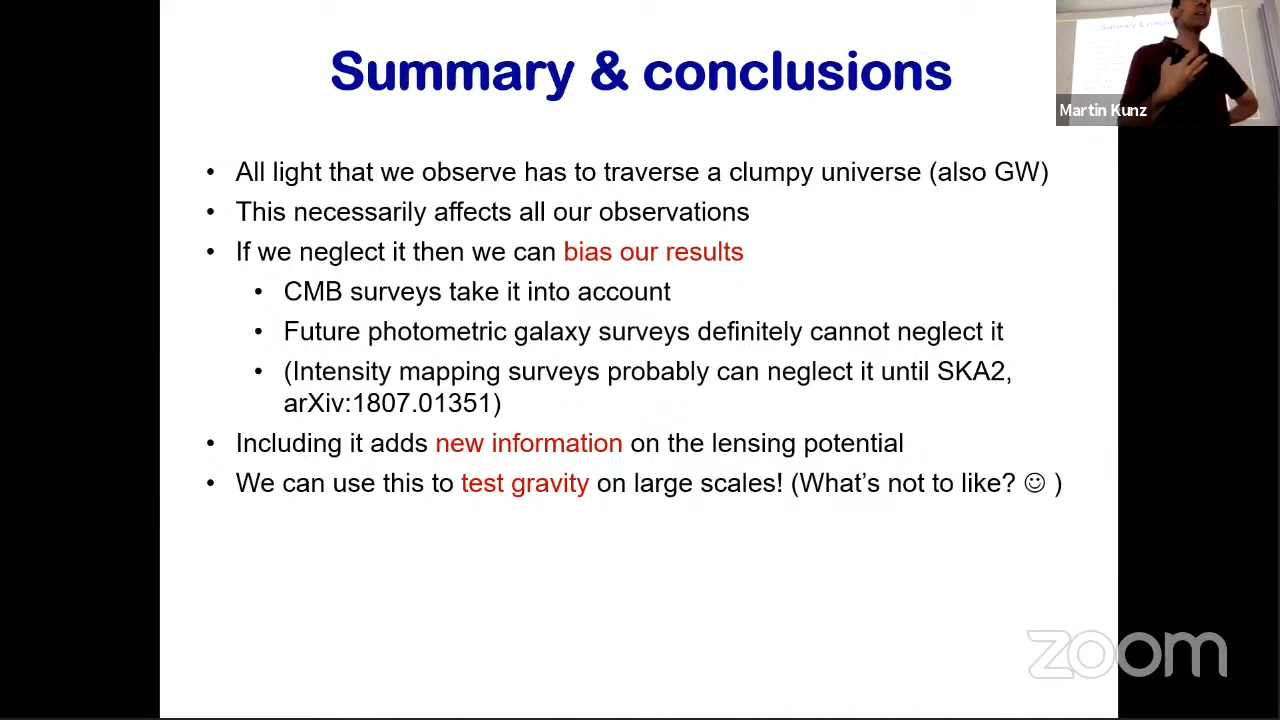 Summary & conclusions
Summary & conclu
Martin Kunz
• All light that we observe has to traverse a clumpy universe (also GW)
• This necessarily affects all our observations
• If we neglect it then we can bias our results
• CMB surveys take it into account
• Future photometric galaxy surveys definitely cannot neglect it
• (Intensity mapping surveys probably can neglect it until SKA2,
arXiv:1807.01351)
• Including it adds new information on the lensing potential
• We can use this to test gravity on large scales! (What’s not to like? ☺ )
zoom